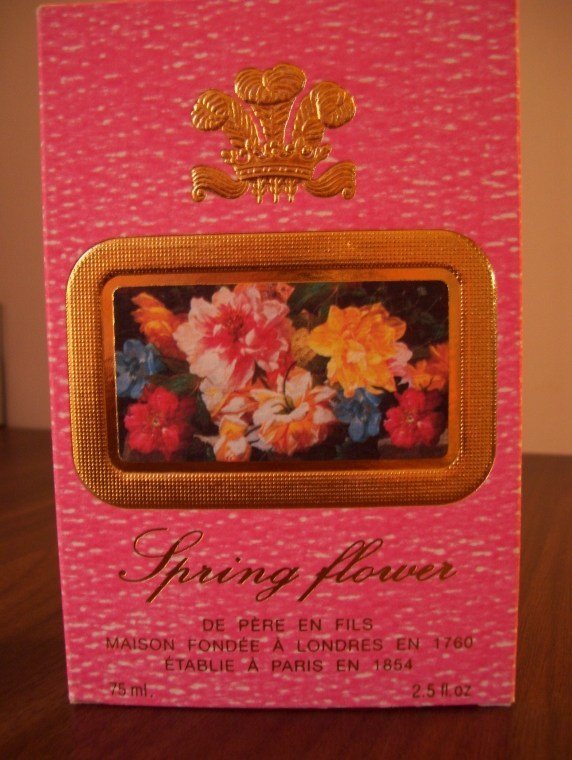 Spring flower
DE PÈRE EN FILS
MAISON FONDÉE À LONDRES EN 1760
ÉTABLIE À PARIS EN 1854
75 ml. 2.5 fl. oz